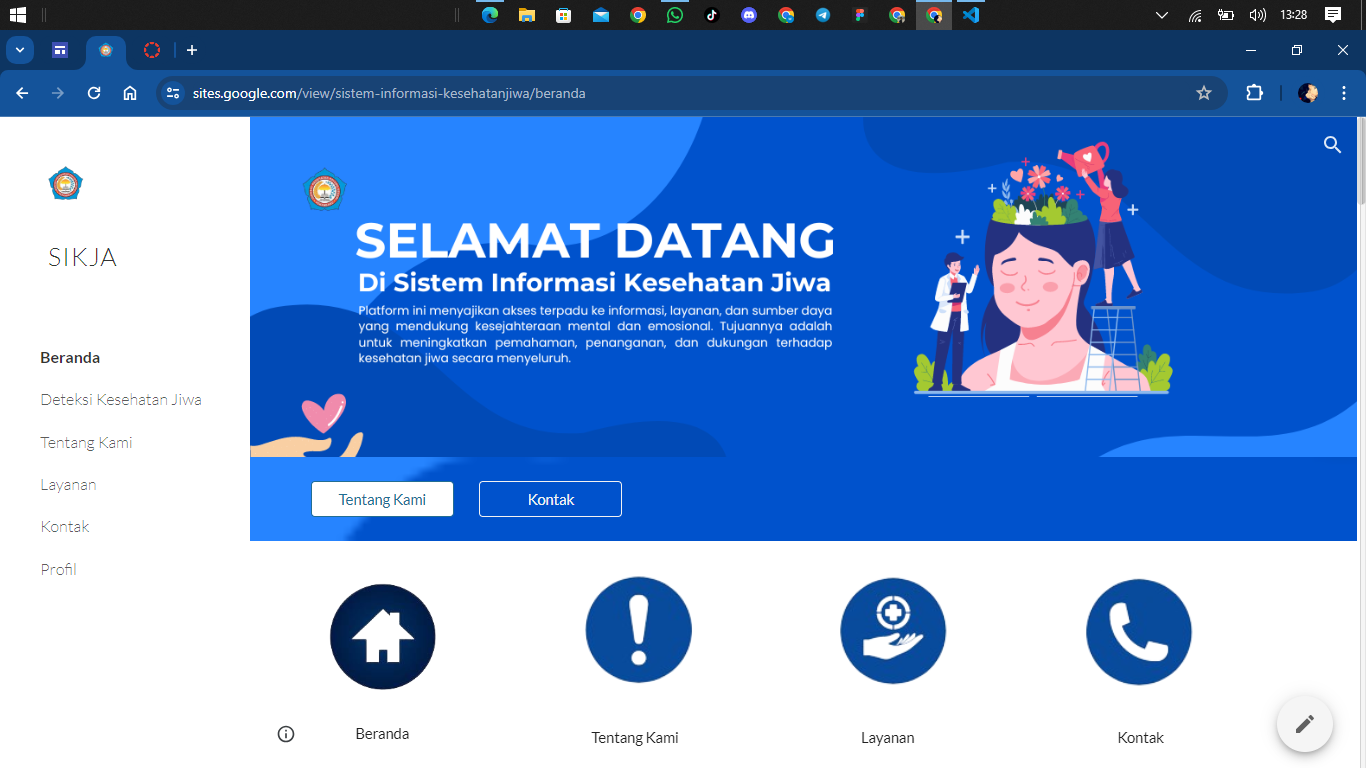 13:28
sites.google.com/view/sistem-informasi-kesehatanjiwa/beranda
SIKJA
Beranda
Deteksi Kesehatan Jiwa
Tentang Kami
Layanan
Kontak
Profil
SELAMAT DATANG
Di Sistem Informasi Kesehatan Jiwa
Platform ini menyajikan akses terpadu ke informasi, layanan, dan sumber daya
yang mendukung kesejahteraan mental dan emosional. Tujuannya adalah
untuk meningkatkan pemahaman, penanganan, dan dukungan terhadap
kesehatan jiwa secara menyeluruh.
Tentang Kami
Kontak
Beranda
Tentang Kami
Layanan
Kontak